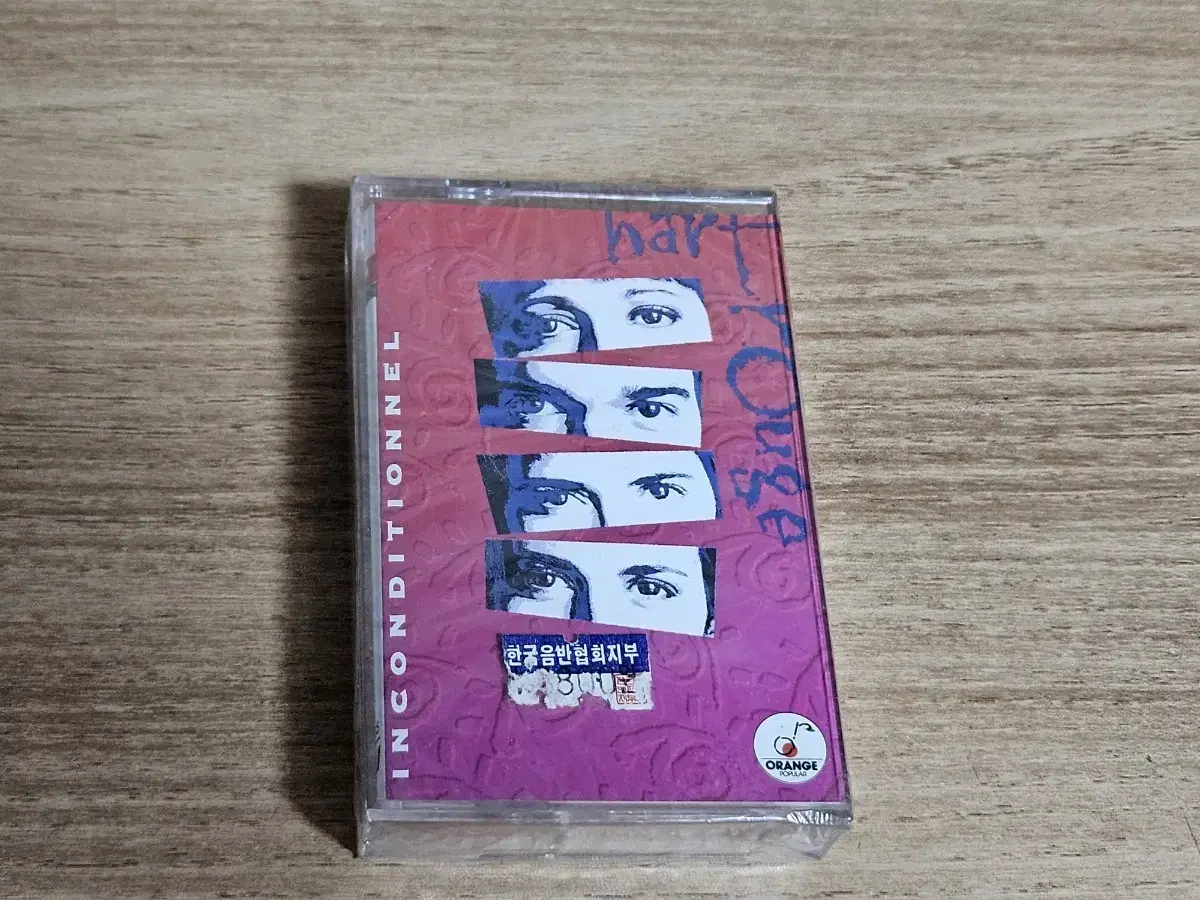 hart
rouge
INCONDITIONNEL
한국음반협회지부
ORANGE
POPULAR